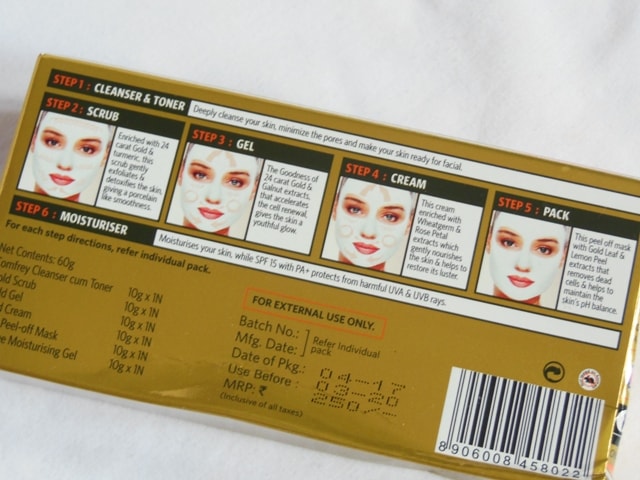 STEP 1 : CLEANSER & TONER
Deeply cleanse your skin, minimize the pores and make your skin ready for facial.
STEP 2 : SCRUB
Enriched with 24
carat Gold &
turmeric, this
scrub gently
exfoliates &
detoxifies the skin,
giving a porcelain
like smoothness.
STEP 3 : GEL
The Goodness of
24 carat Gold &
Galnut extracts,
that accelerates
the cell renewal,
gives the skin a
youthful glow.
STEP 4 : CREAM
This cream
enriched with
Wheatgerm &
Rose Petal
extracts which
gently nourishes
the skin & helps to
restore its luster.
STEP 5 : PACK
This peel off mask
with Gold Leaf &
Lemon Peel
extracts that
removes dead
cells & helps to
maintain the
skin's pH balance.
STEP 6 : MOISTURISER
Moisturises your skin, while SPF 15 with PA+ protects from harmful UVA & UVB rays.
For each step directions, refer individual pack.
Net Contents: 60g
Cleanser cum Toner 10g x 1N
Scrub 10g x 1N
Gel 10g x 1N
Cream 10g x 1N
Peel-off Mask 10g x 1N
Moisturising Gel 10g x 1N
FOR EXTERNAL USE ONLY.
Batch No.:
Mfg. Date:
Refer Individual
pack
Date of Pkg.: 04-17
Use Before : 03-20
MRP: ₹ 250/-
(Inclusive of all taxes)
8 906008 458022